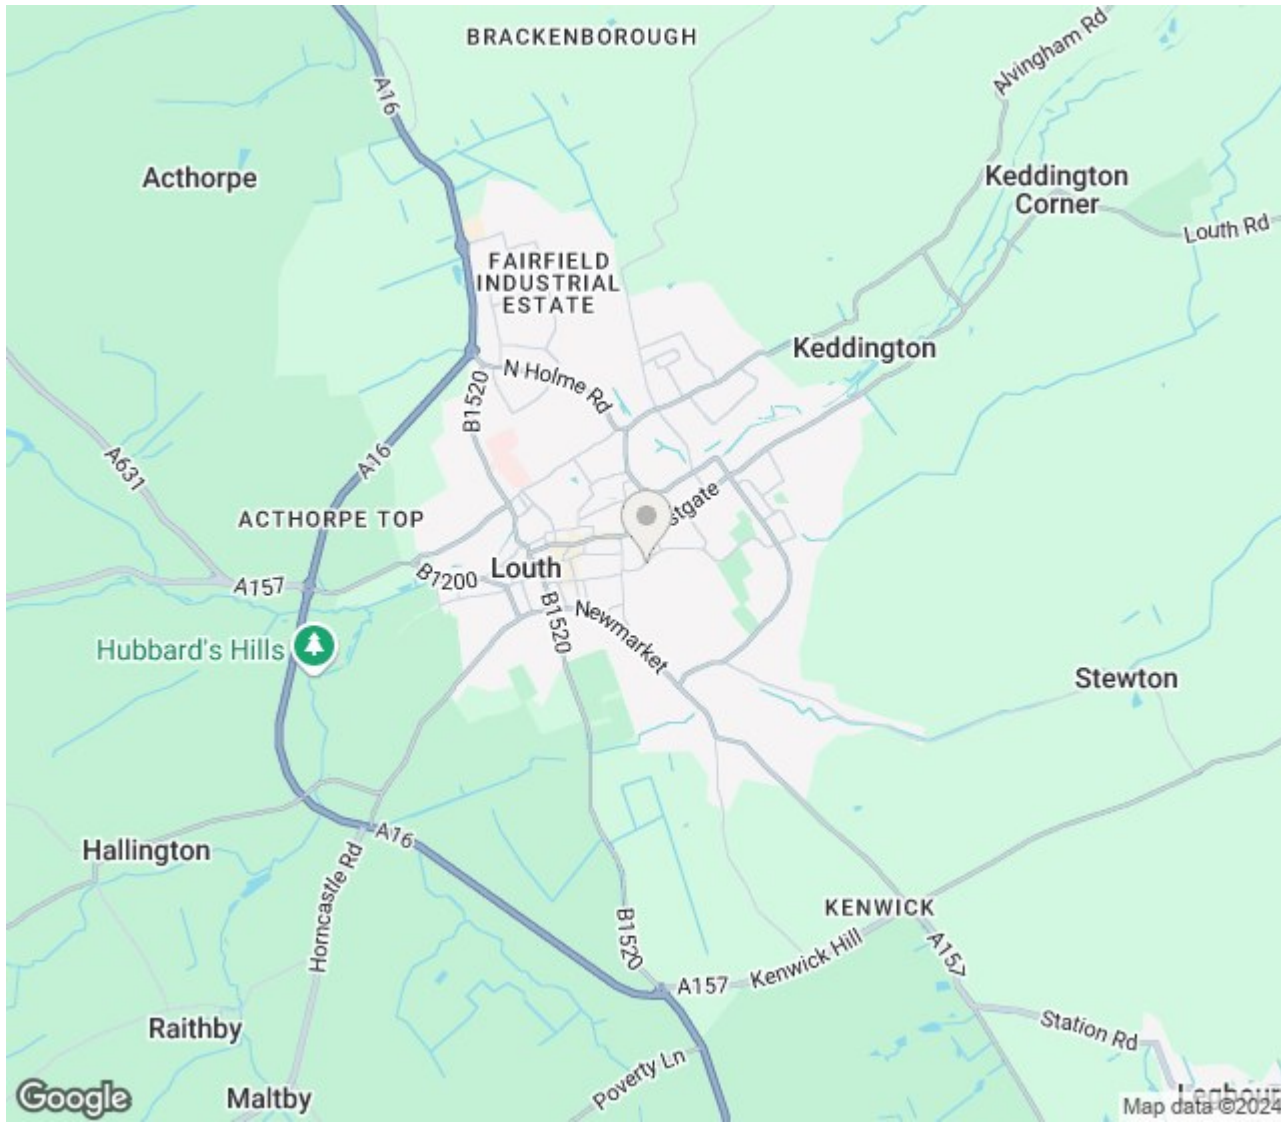 BRACKENBOROUGH
Alvingham Rd
A16
Acthorpe
Keddington
Corner
Louth Rd
FAIRFIELD
INDUSTRIAL
ESTATE
Keddington
N Holme Rd
B1520
A16
A631
ACTHORPE TOP
stgate
A157
B1200
Louth
B1520
Newmarket
Hubbard's Hills
Stewton
A16
Hallington
Horncastle Rd
KENWICK
B1520
A157
Kenwick Hill
A157
Raithby
Station Rd
Poverty Ln
Maltby
Google
Map data ©2024